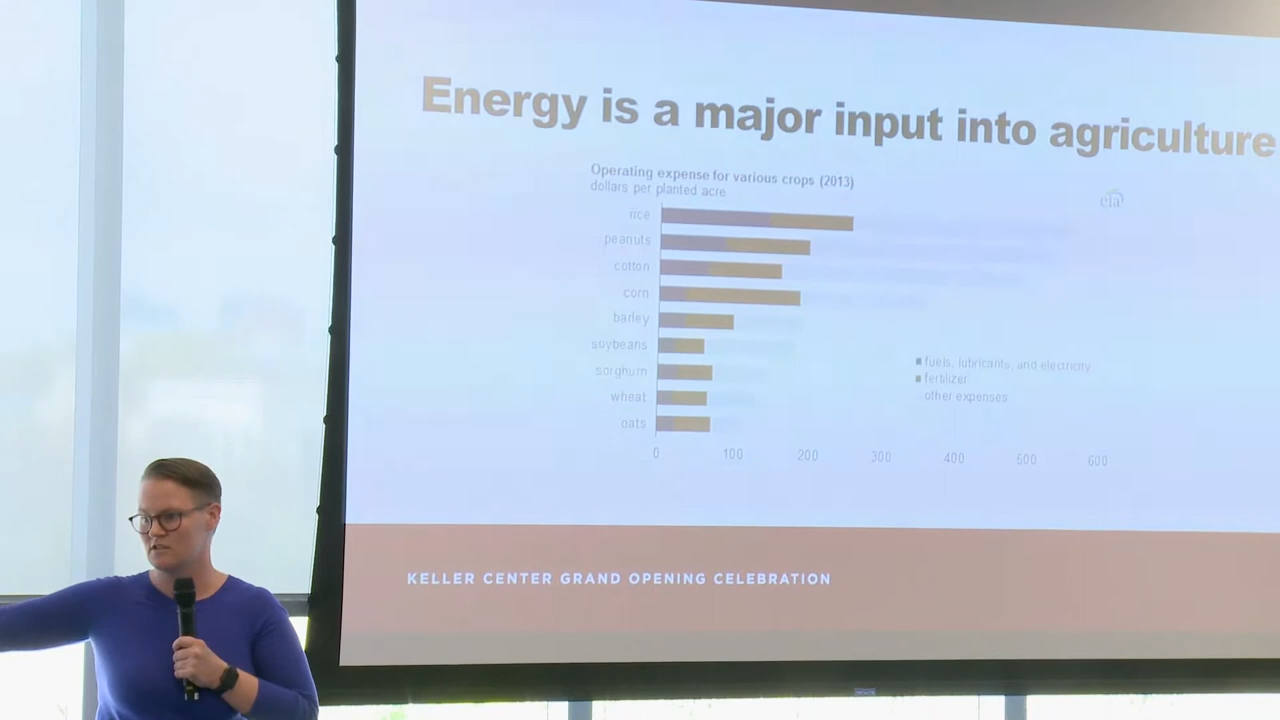 Energy is a major input into agriculture
Operating expense for various crops (2013)
dollars per planted acre
eia
rice
peanuts
cotton
corn
barley
soybeans
sorghum
wheat
oats
fuels, lubricants, and electricity
fertilizer
other expenses
0 100 200 300 400 500 600
KELLER CENTER GRAND OPENING CELEBRATION